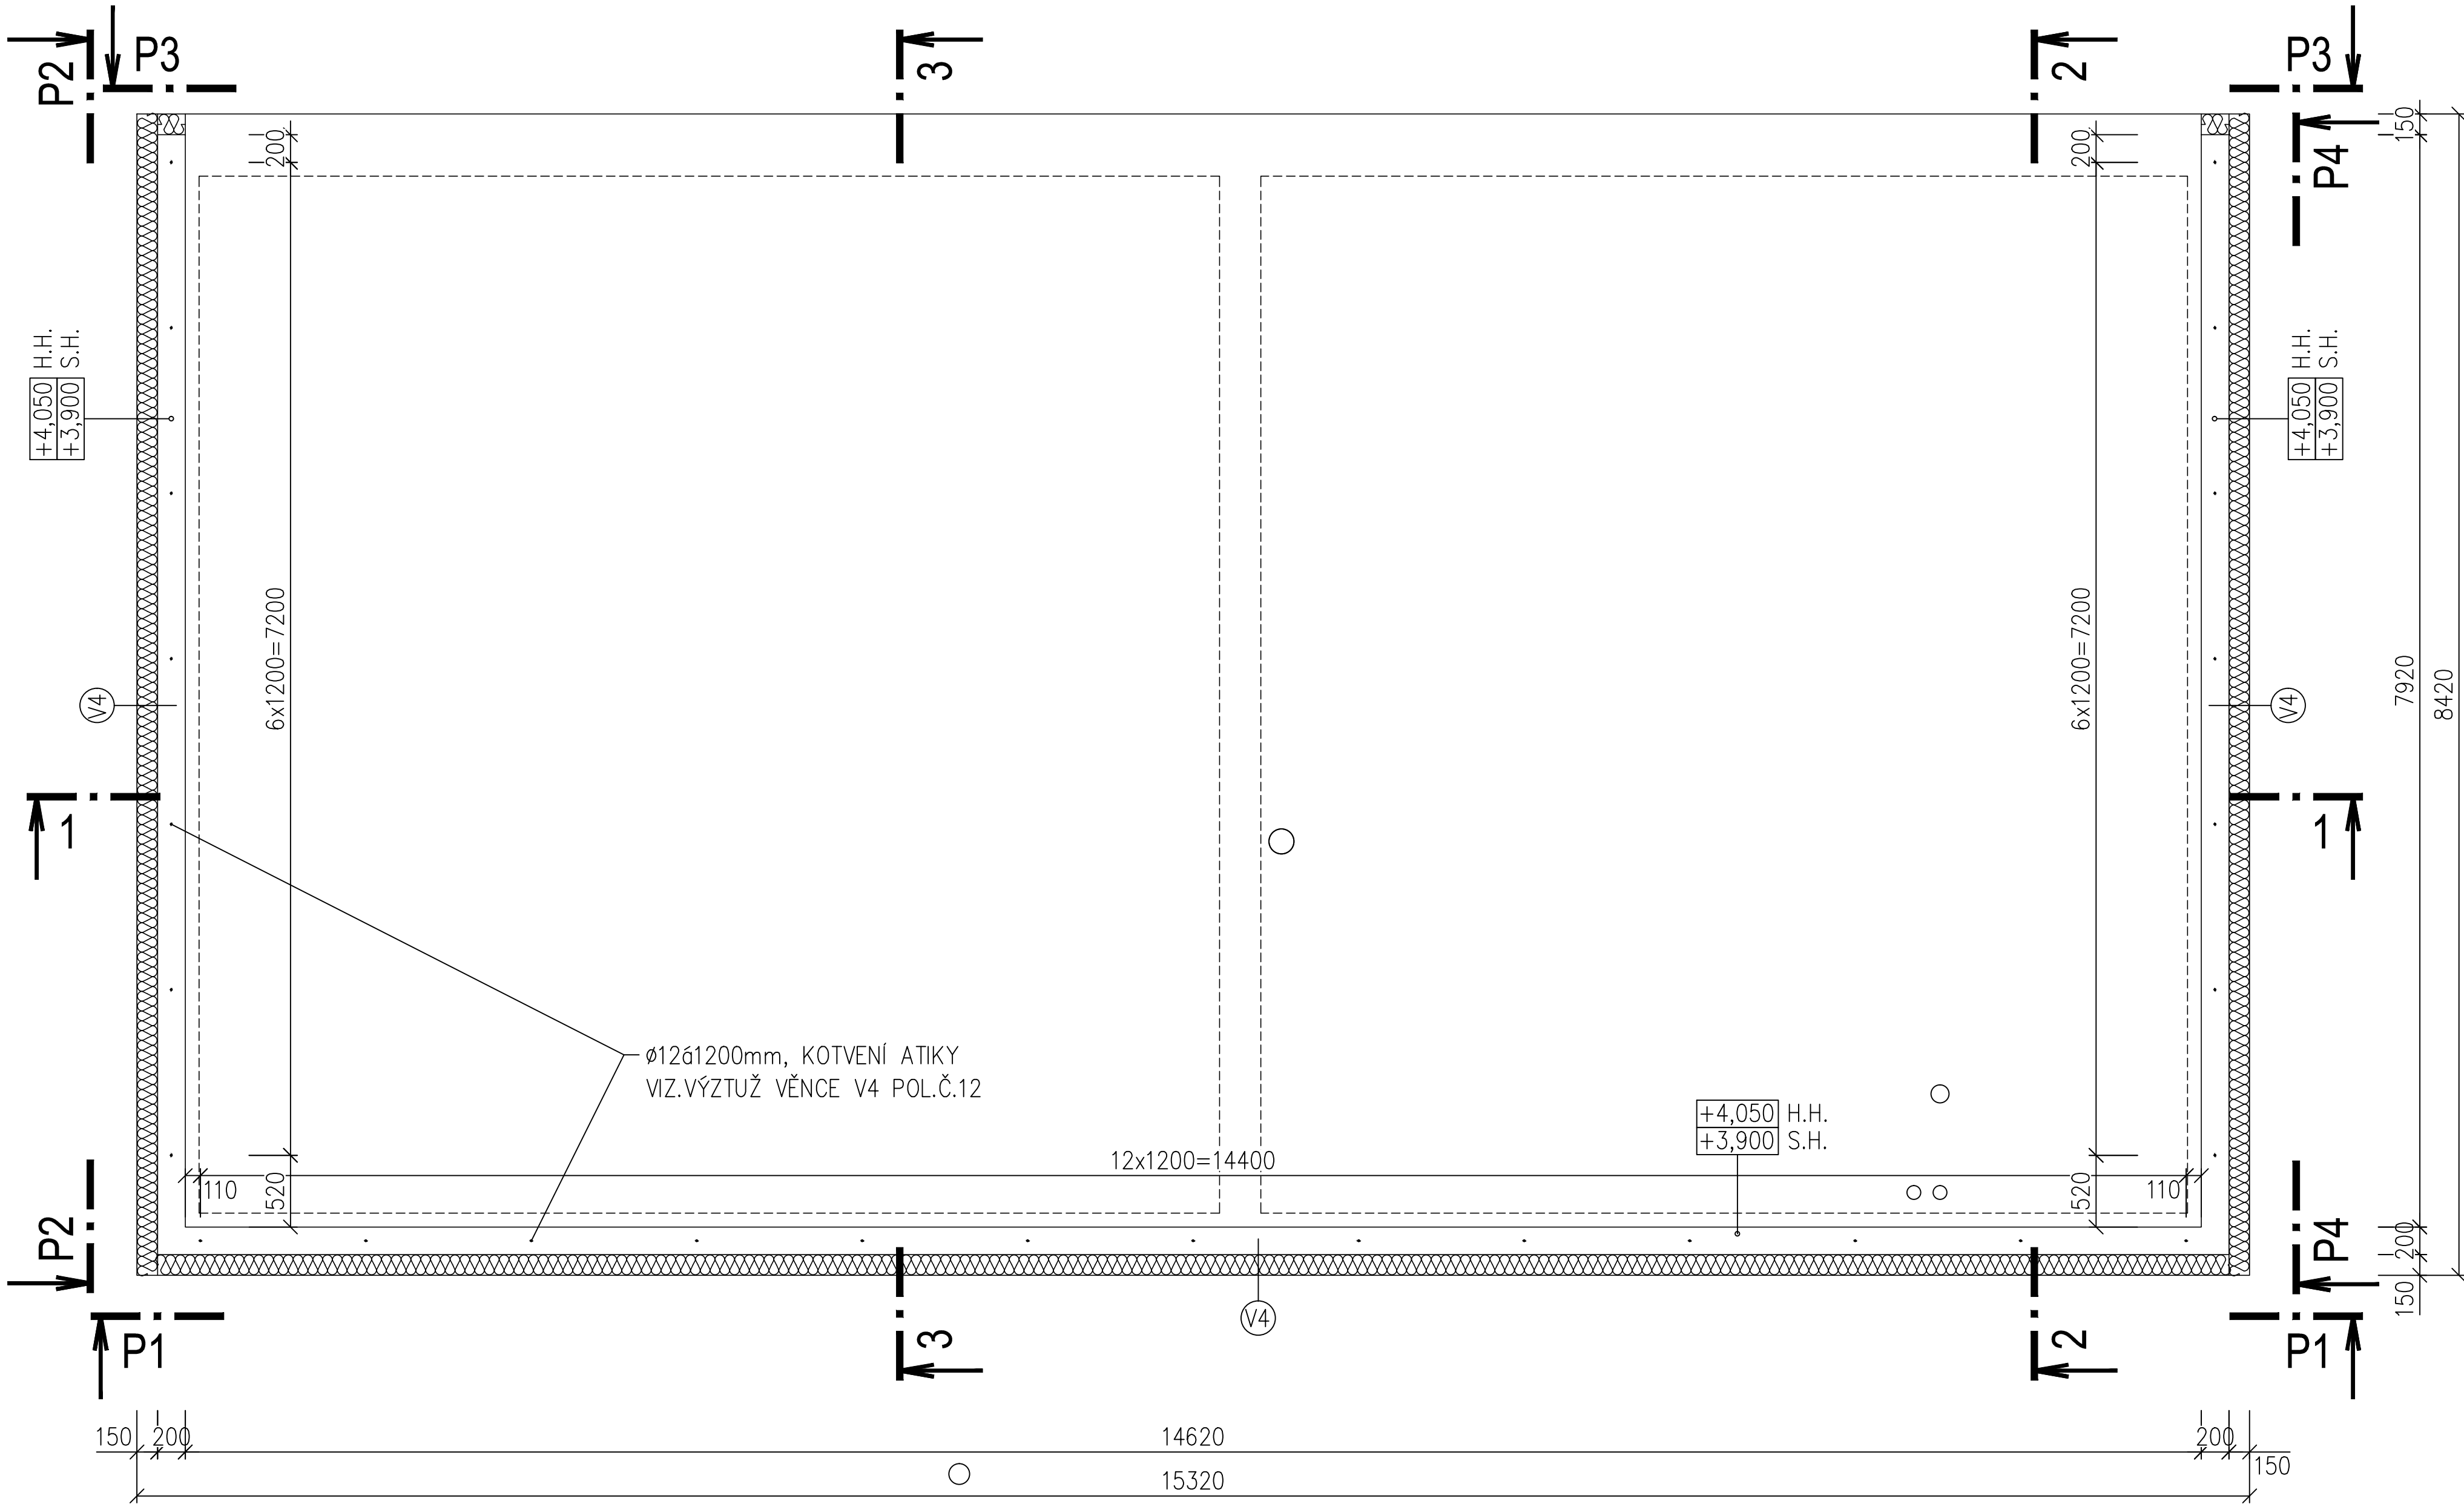 P3
P2
3
2
P3
200
200
150
P4
+4,050 H.H.
+3,900 S.H.
+4,050 H.H.
+3,900 S.H.
6x1200=7200
6x1200=7200
7920
8420
V4
V4
1
1
ø12á1200mm, KOTVENÍ ATIKY
VIZ.VÝZTUŽ VĚNCE V4 POL.Č.12
+4,050 H.H.
+3,900 S.H.
12x1200=14400
110
520
520
110
P2
P4
200
150
V4
P1
3
2
P1
150
200
14620
200
150
15320